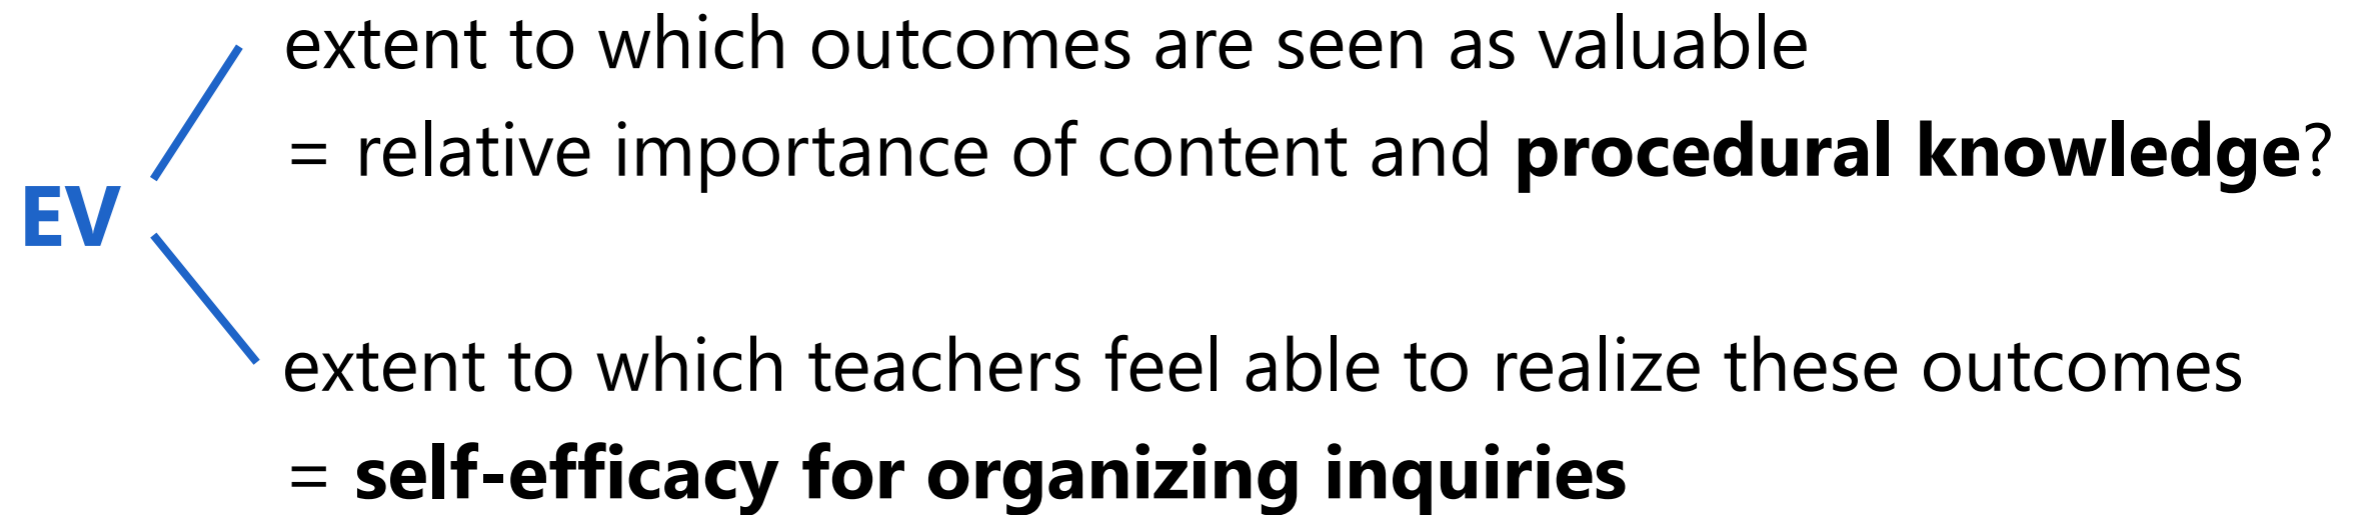 extent to which outcomes are seen as valuable
= relative importance of content and procedural knowledge?
EV
extent to which teachers feel able to realize these outcomes
= self-efficacy for organizing inquiries